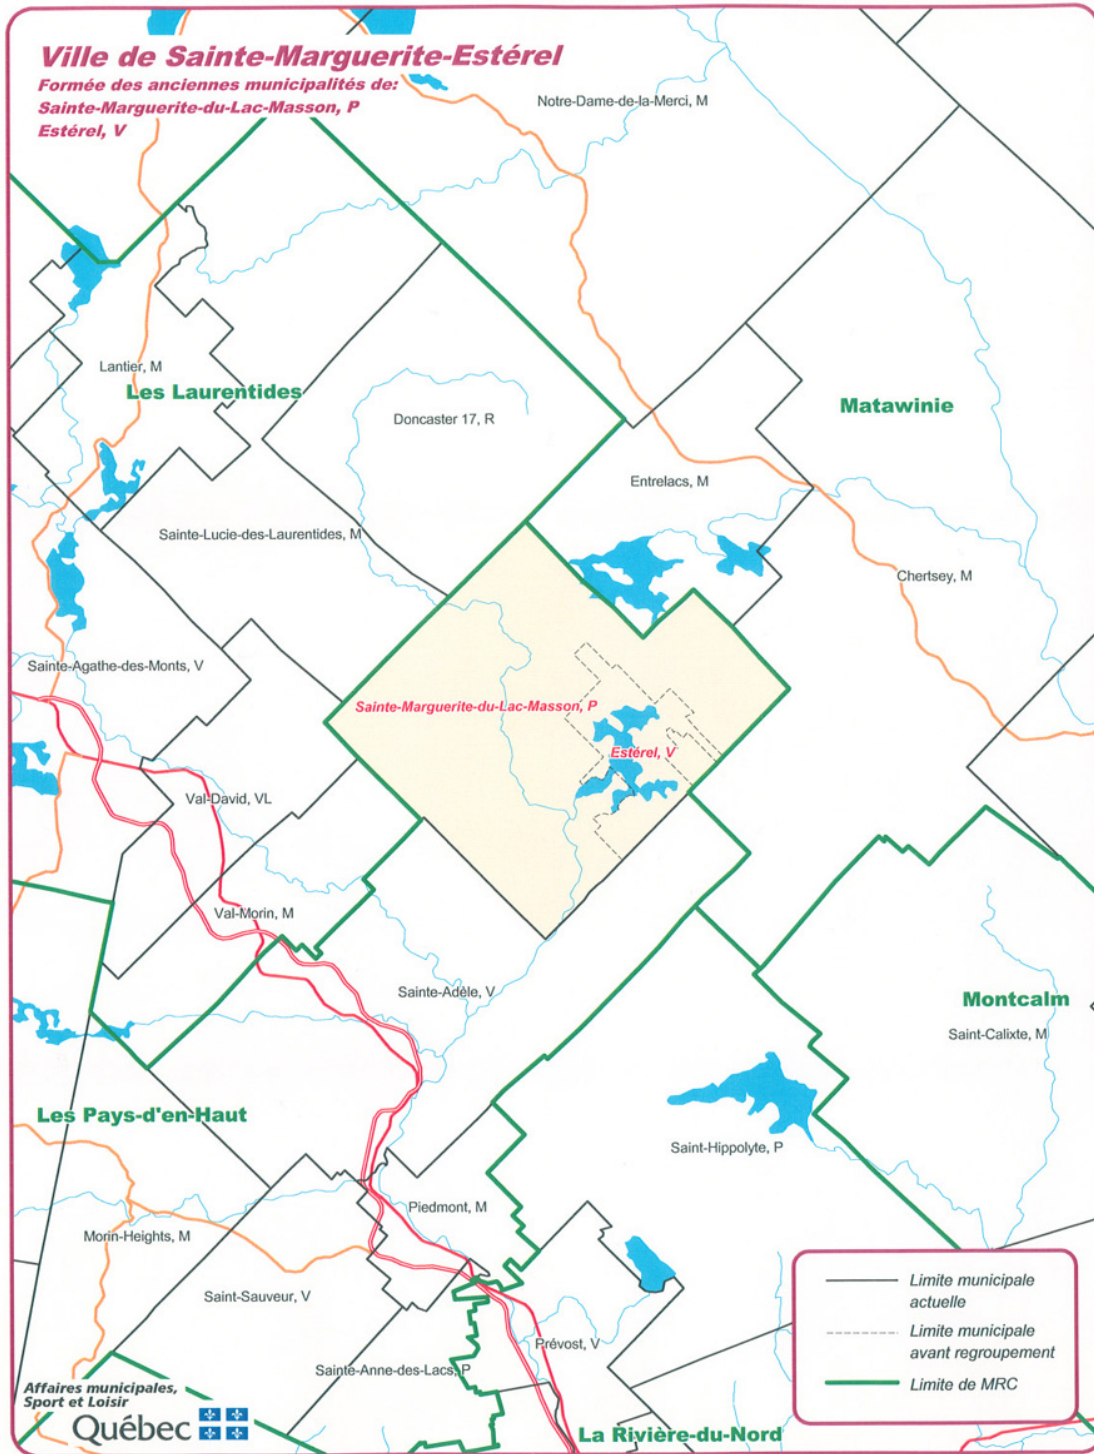 Ville de Sainte-Marguerite-Estérel
Formée des anciennes municipalités de:
Sainte-Marguerite-du-Lac-Masson, P
Estérel, V
Notre-Dame-de-la-Merci, M
Lantier, M
Les Laurentides
Doncaster 17, R
Matawinie
Entrelacs, M
Sainte-Lucie-des-Laurentides, M
Chertsey, M
Sainte-Agathe-des-Monts, V
Sainte-Marguerite-du-Lac-Masson, P
Estérel, V
Val-David, VL
Val-Morin, M
Sainte-Adèle, V
Montcalm
Saint-Calixte, M
Les Pays-d'en-Haut
Saint-Hippolyte, P
Piedmont, M
Morin-Heights, M
Saint-Sauveur, V
Prévost, V
Sainte-Anne-des-Lacs, P
La Rivière-du-Nord
Limite municipale
actuelle
Limite municipale
avant regroupement
Limite de MRC
Affaires municipales,
Sport et Loisir
Québec